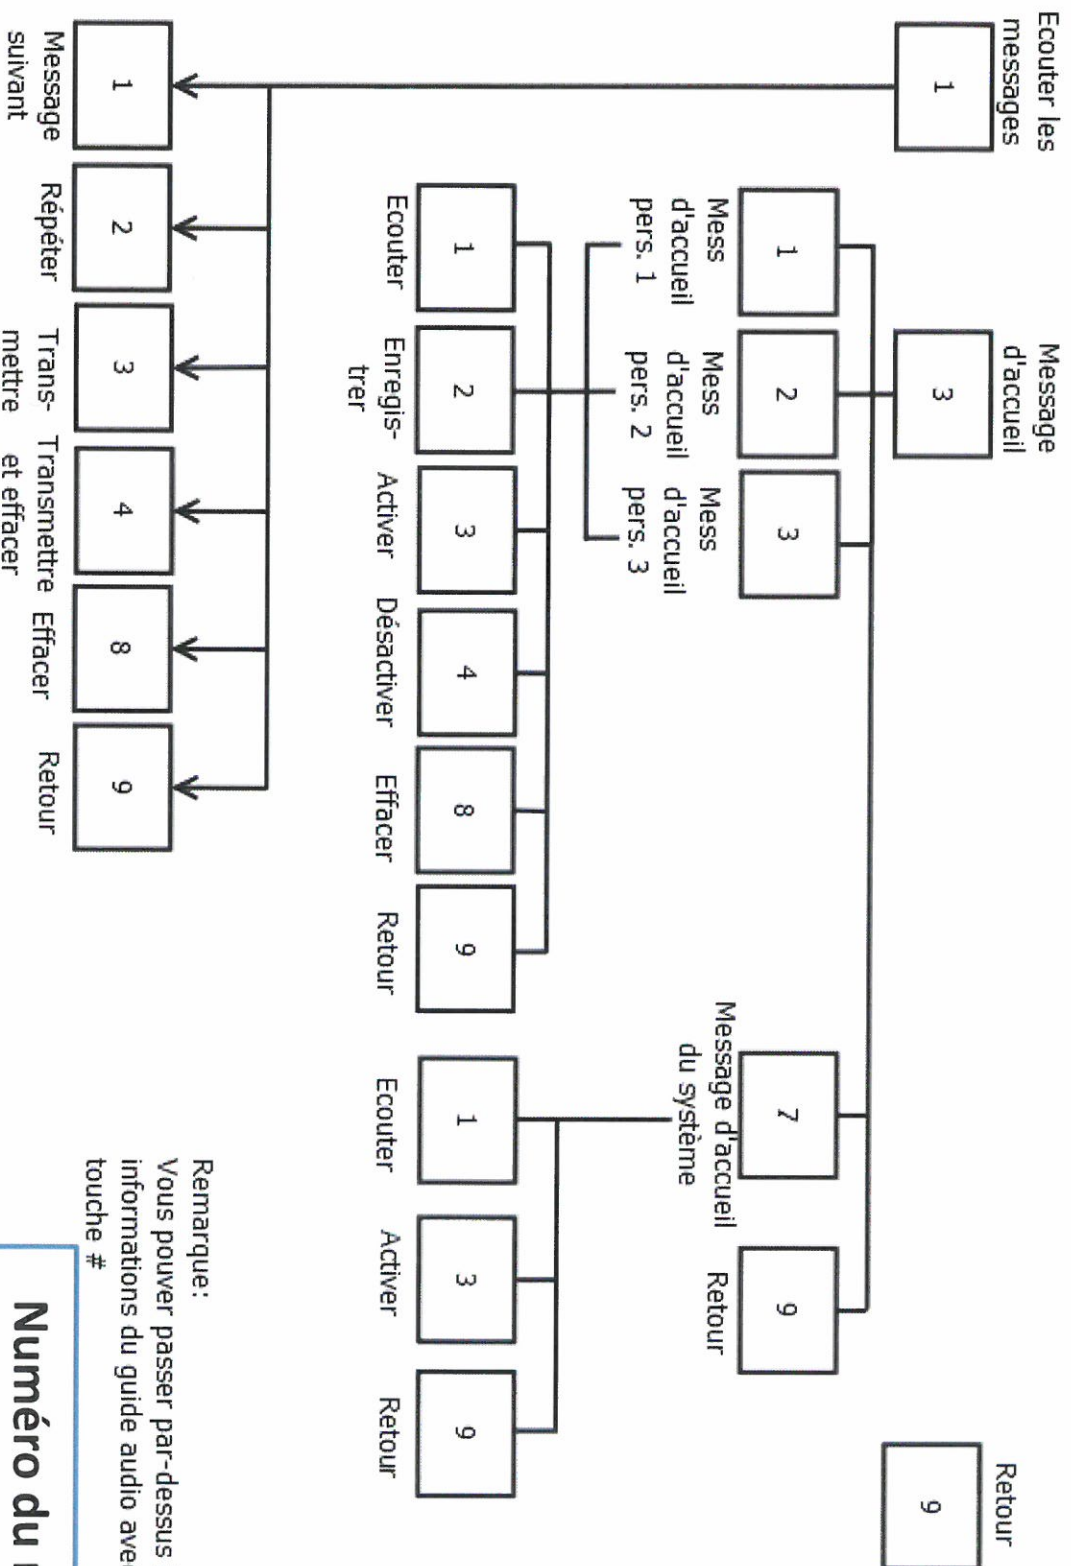 Ecouter les
messages
1
Message
d'accueil
3
Retour
9
1
2
3
7
9
Mess
d'accueil
pers. 1
Mess
d'accueil
pers. 2
Mess
d'accueil
pers. 3
Message d'accueil
du système
Retour
1
2
3
4
8
9
Ecouter
Enregis-
trer
Activer
Désactiver
Effacer
Retour
1
3
9
Ecouter
Activer
Retour
1
2
3
4
8
9
Message
suivant
Répéter
Trans-
mettre
Transmettre
et effacer
Effacer
Retour
Remarque:
Vous pouver passer par-dessus
informations du guide audio avec
touche #
Numéro du